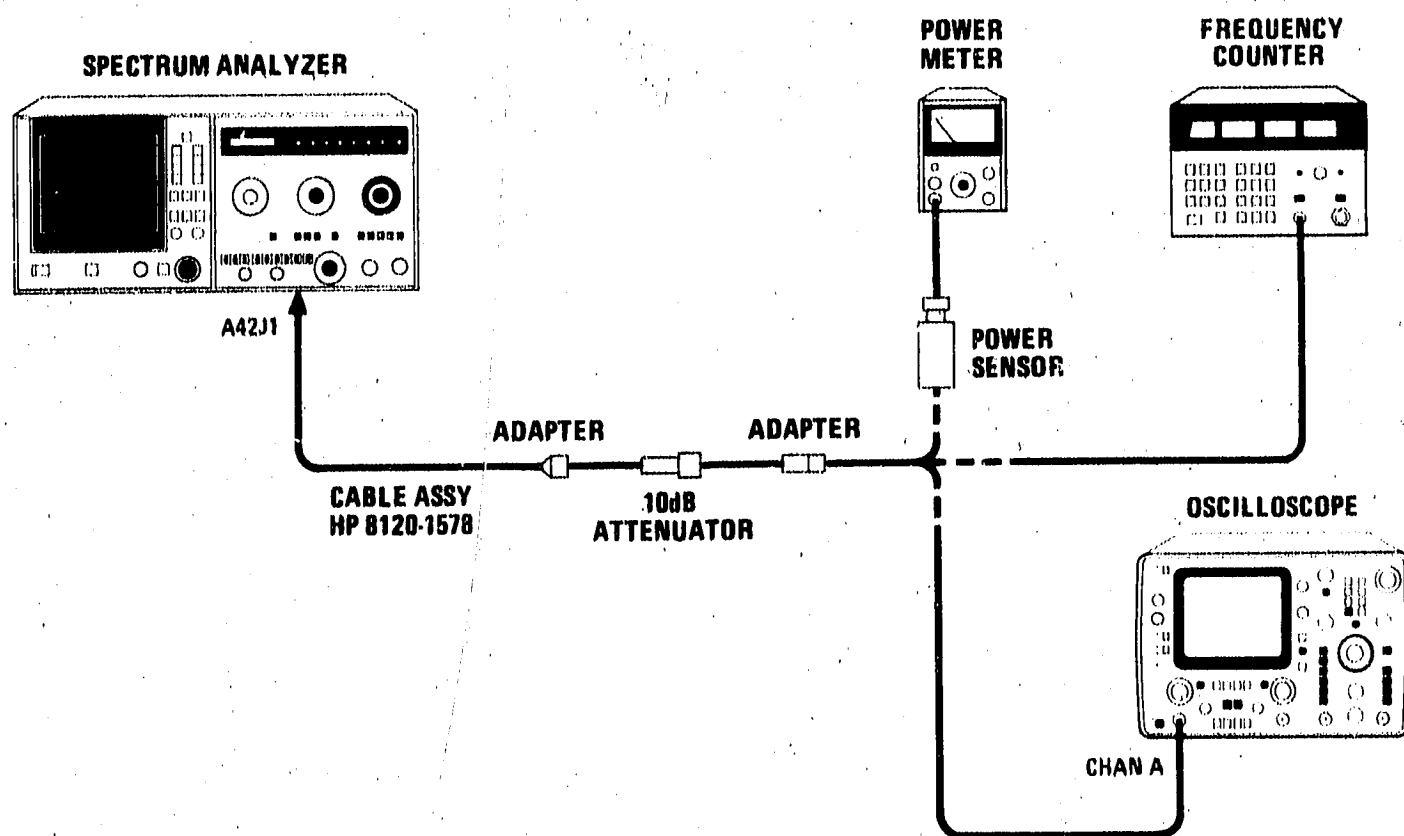 SPECTRUM ANALYZER
POWER
METER
FREQUENCY
COUNTER
A42J1
POWER
SENSOR
ADAPTER
ADAPTER
CABLE ASSY
HP 8120-1578
10dB
ATTENUATOR
OSCILLOSCOPE
CHAN A